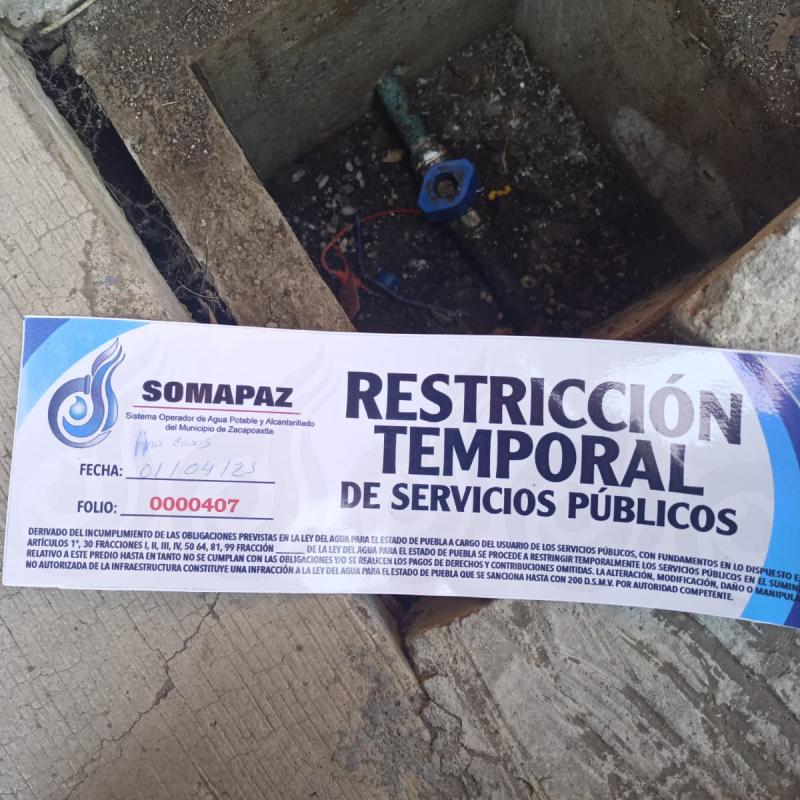 SOMAPAZ
Sistema Operador de Agua Potable y Alcantarillado
del Municipio de Zacapoaxtla.
FECHA: 01/04/25
FOLIO: 0000407
RESTRICCIÓN
TEMPORAL
DE SERVICIOS PÚBLICOS
DERIVADO DEL INCUMPLIMIENTO DE LAS OBLIGACIONES PREVISTAS EN LA LEY DEL AGUA PARA EL ESTADO DE PUEBLA A CARGO DEL USUARIO DE LOS SERVICIOS PÚBLICOS, CON FUNDAMENTOS EN LO DISPUESTO
ARTÍCULOS 1°, 30 FRACCIONES I, II, III, IV, 50 64, 81, 99 FRACCIÓN ______ DE LA LEY DEL AGUA PARA EL ESTADO DE PUEBLA SE PROCEDE A RESTRINGIR TEMPORALMENTE LOS SERVICIOS PÚBLICOS EN EL
RELATIVO A ESTE PREDIO HASTA EN TANTO NO SE CUMPLAN CON LAS OBLIGACIONES Y/O SE REALICEN LOS PAGOS DE DERECHOS Y CONTRIBUCIONES OMITIDAS. LA ALTERACIÓN, MODIFICACIÓN, DAÑO O
NO AUTORIZADA DE LA INFRAESTRUCTURA CONSTITUYE UNA INFRACCIÓN A LA LEY DEL AGUA PARA EL ESTADO DE PUEBLA QUE SE SANCIONA HASTA CON 200 D.S.M.V. POR AUTORIDAD COMPETENTE.